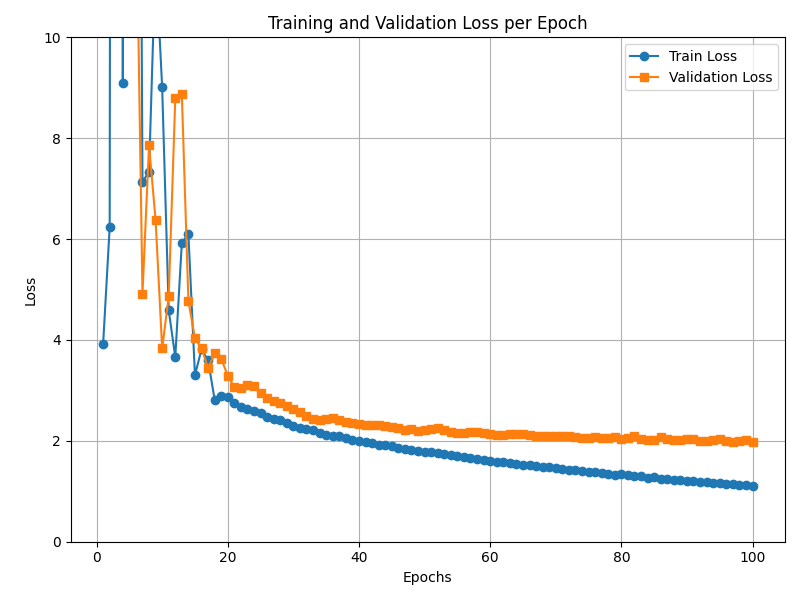 Training and Validation Loss per Epoch
Train Loss
Validation Loss
Loss
10
8
6
4
2
0
0 20 40 60 80 100
Epochs